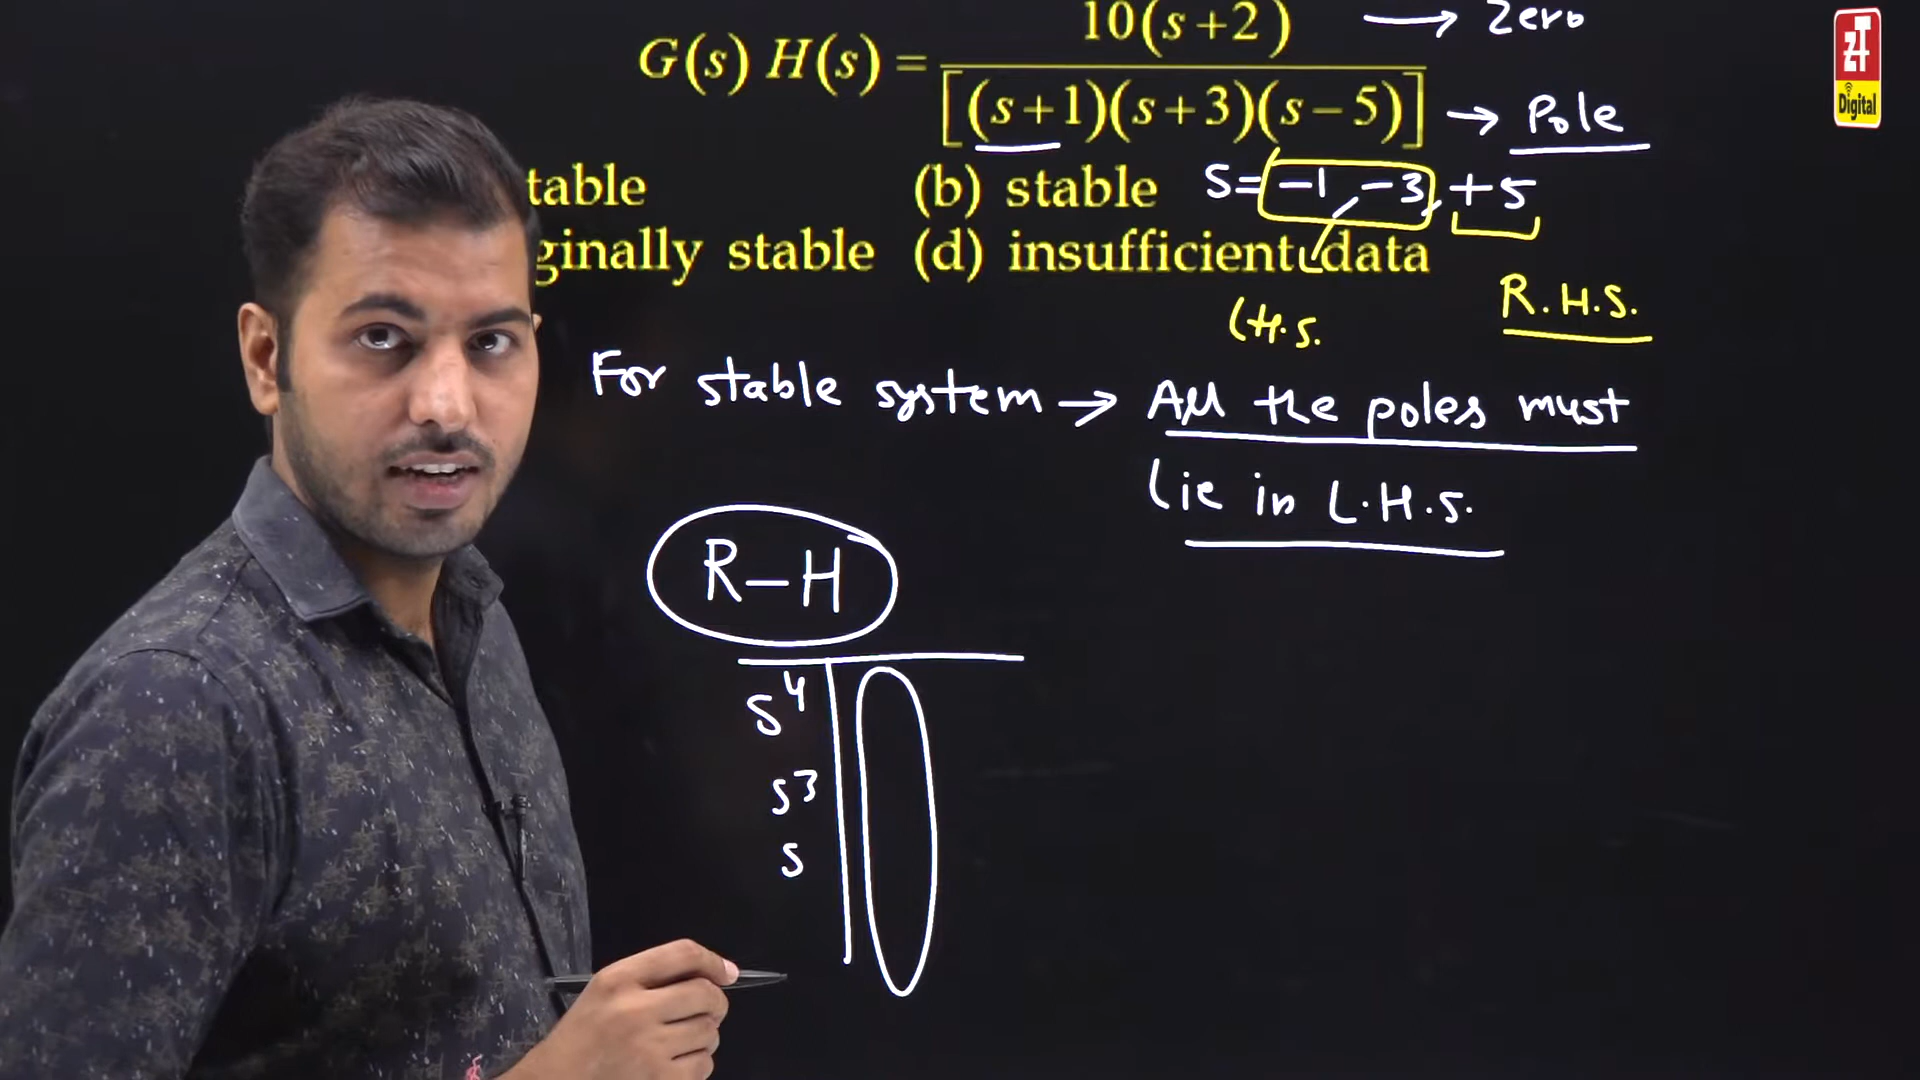 10(s+2) → Zero
G(s) H(s) =
[(s+1)(s+3)(s−5)] → Pole
table (b) stable S= −1, −3, +5
ginally stable (d) insufficient data
L.H.S. R.H.S.
For stable system → All the poles must
lie in L.H.S.
R–H
S⁴
S³
S
ZT
Digital